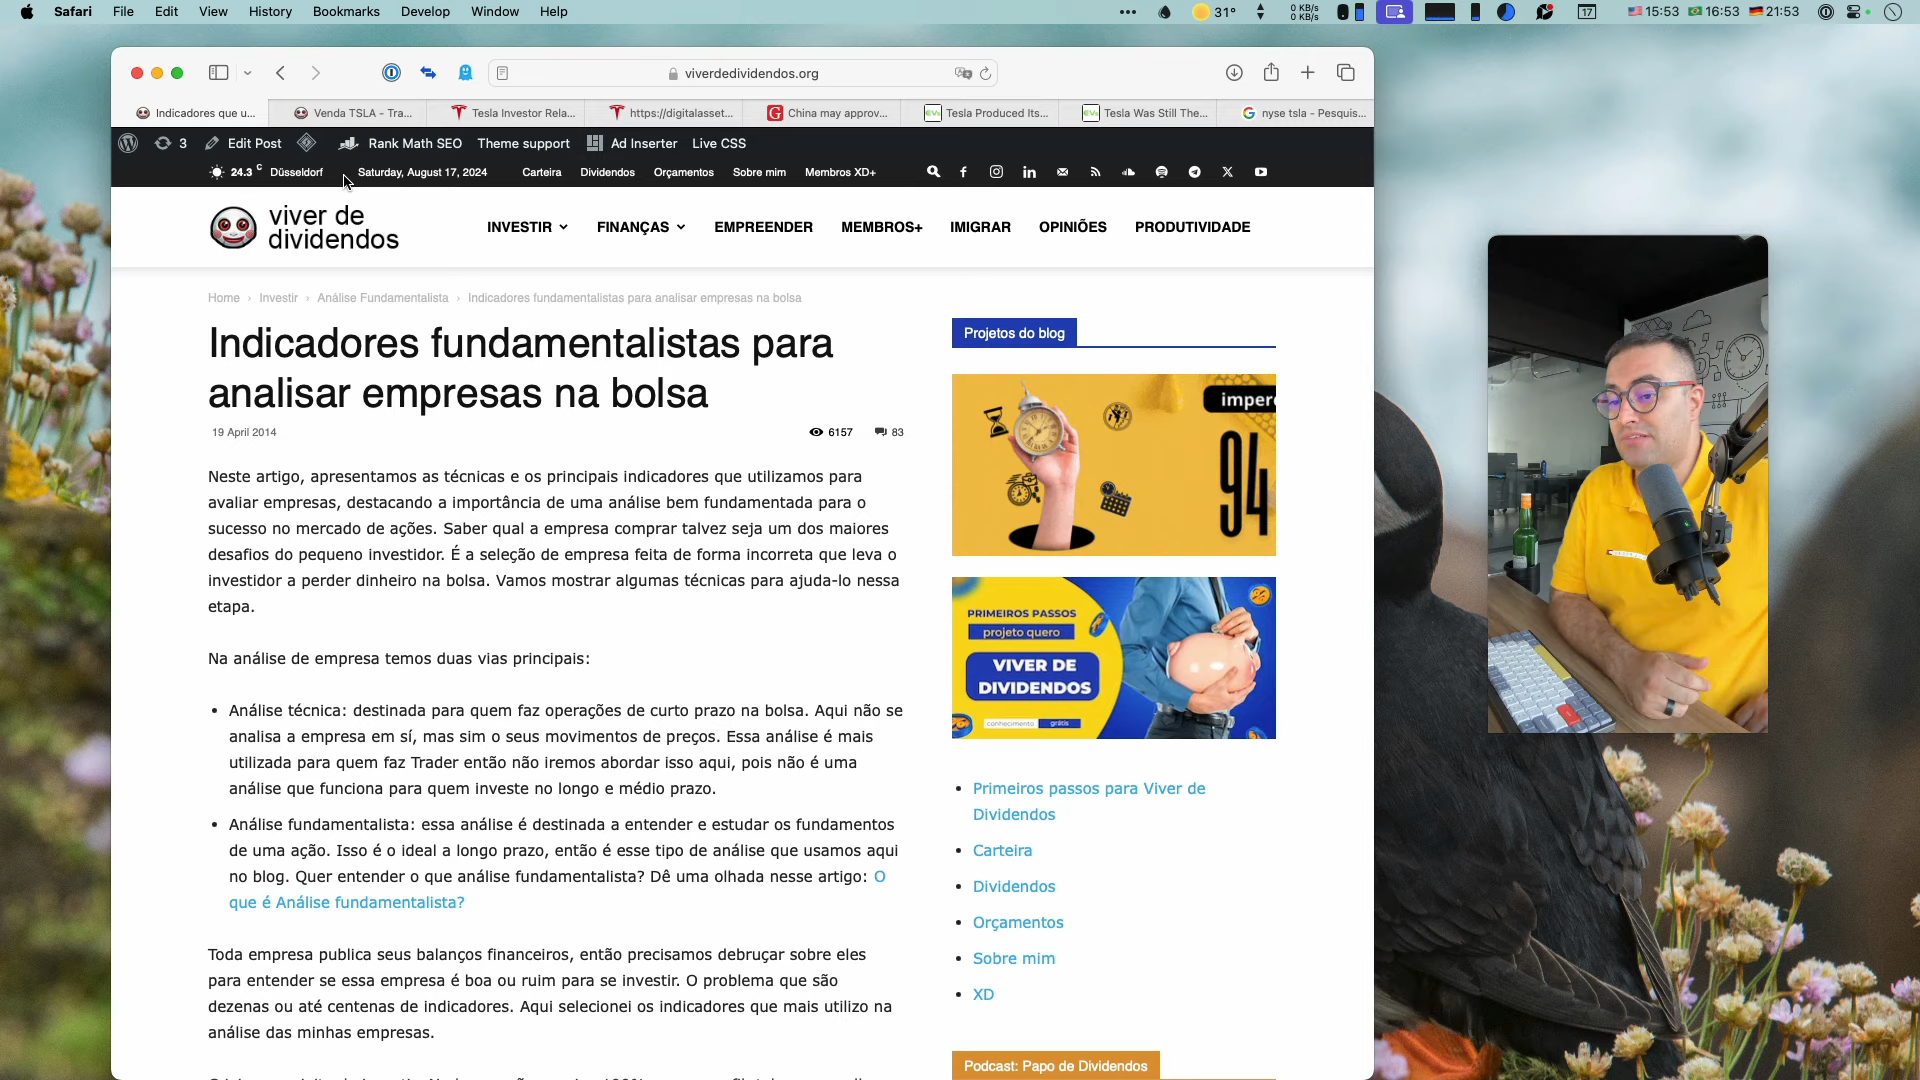 Safari File Edit View History Bookmarks Develop Window Help
31° 0 KB/s 0 KB/s 17 15:53 16:53 21:53
viverdedividendos.org
Indicadores que u... Venda TSLA - Tra... Tesla Investor Rela... https://digitalasset... China may approv... Tesla Produced Its... Tesla Was Still The... nyse tsla - Pesquis...
3 Edit Post Rank Math SEO Theme support Ad Inserter Live CSS
24.3 C Düsseldorf Saturday, August 17, 2024 Carteira Dividendos Orçamentos Sobre mim Membros XD+
viver de
dividendos
INVESTIR FINANÇAS EMPREENDER MEMBROS+ IMIGRAR OPINIÕES PRODUTIVIDADE
Home › Investir › Análise Fundamentalista › Indicadores fundamentalistas para analisar empresas na bolsa
Indicadores fundamentalistas para
analisar empresas na bolsa
19 April 2014 6157 83
Neste artigo, apresentamos as técnicas e os principais indicadores que utilizamos para
avaliar empresas, destacando a importância de uma análise bem fundamentada para o
sucesso no mercado de ações. Saber qual a empresa comprar talvez seja um dos maiores
desafios do pequeno investidor. É a seleção de empresa feita de forma incorreta que leva o
investidor a perder dinheiro na bolsa. Vamos mostrar algumas técnicas para ajuda-lo nessa
etapa.
Na análise de empresa temos duas vias principais:
• Análise técnica: destinada para quem faz operações de curto prazo na bolsa. Aqui não se
analisa a empresa em sí, mas sim o seus movimentos de preços. Essa análise é mais
utilizada para quem faz Trader então não iremos abordar isso aqui, pois não é uma
análise que funciona para quem investe no longo e médio prazo.
• Análise fundamentalista: essa análise é destinada a entender e estudar os fundamentos
de uma ação. Isso é o ideal a longo prazo, então é esse tipo de análise que usamos aqui
no blog. Quer entender o que análise fundamentalista? Dê uma olhada nesse artigo: O
que é Análise fundamentalista?
Toda empresa publica seus balanços financeiros, então precisamos debruçar sobre eles
para entender se essa empresa é boa ou ruim para se investir. O problema que são
dezenas ou até centenas de indicadores. Aqui selecionei os indicadores que mais utilizo na
análise das minhas empresas.
Projetos do blog
imper
94
PRIMEIROS PASSOS
projeto quero
VIVER DE
DIVIDENDOS
conhecimento grátis
• Primeiros passos para Viver de
Dividendos
• Carteira
• Dividendos
• Orçamentos
• Sobre mim
• XD
Podcast: Papo de Dividendos